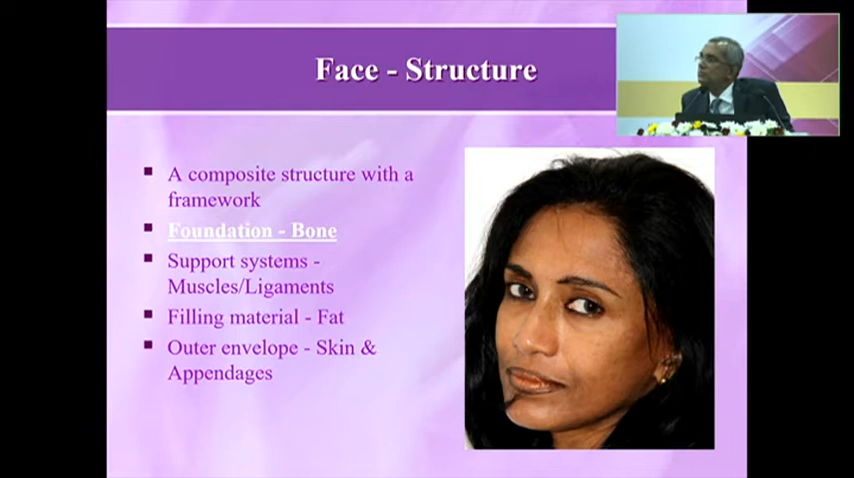 Face - Structure
A composite structure with a
framework
Foundation - Bone
Support systems -
Muscles/Ligaments
Filling material - Fat
Outer envelope - Skin &
Appendages